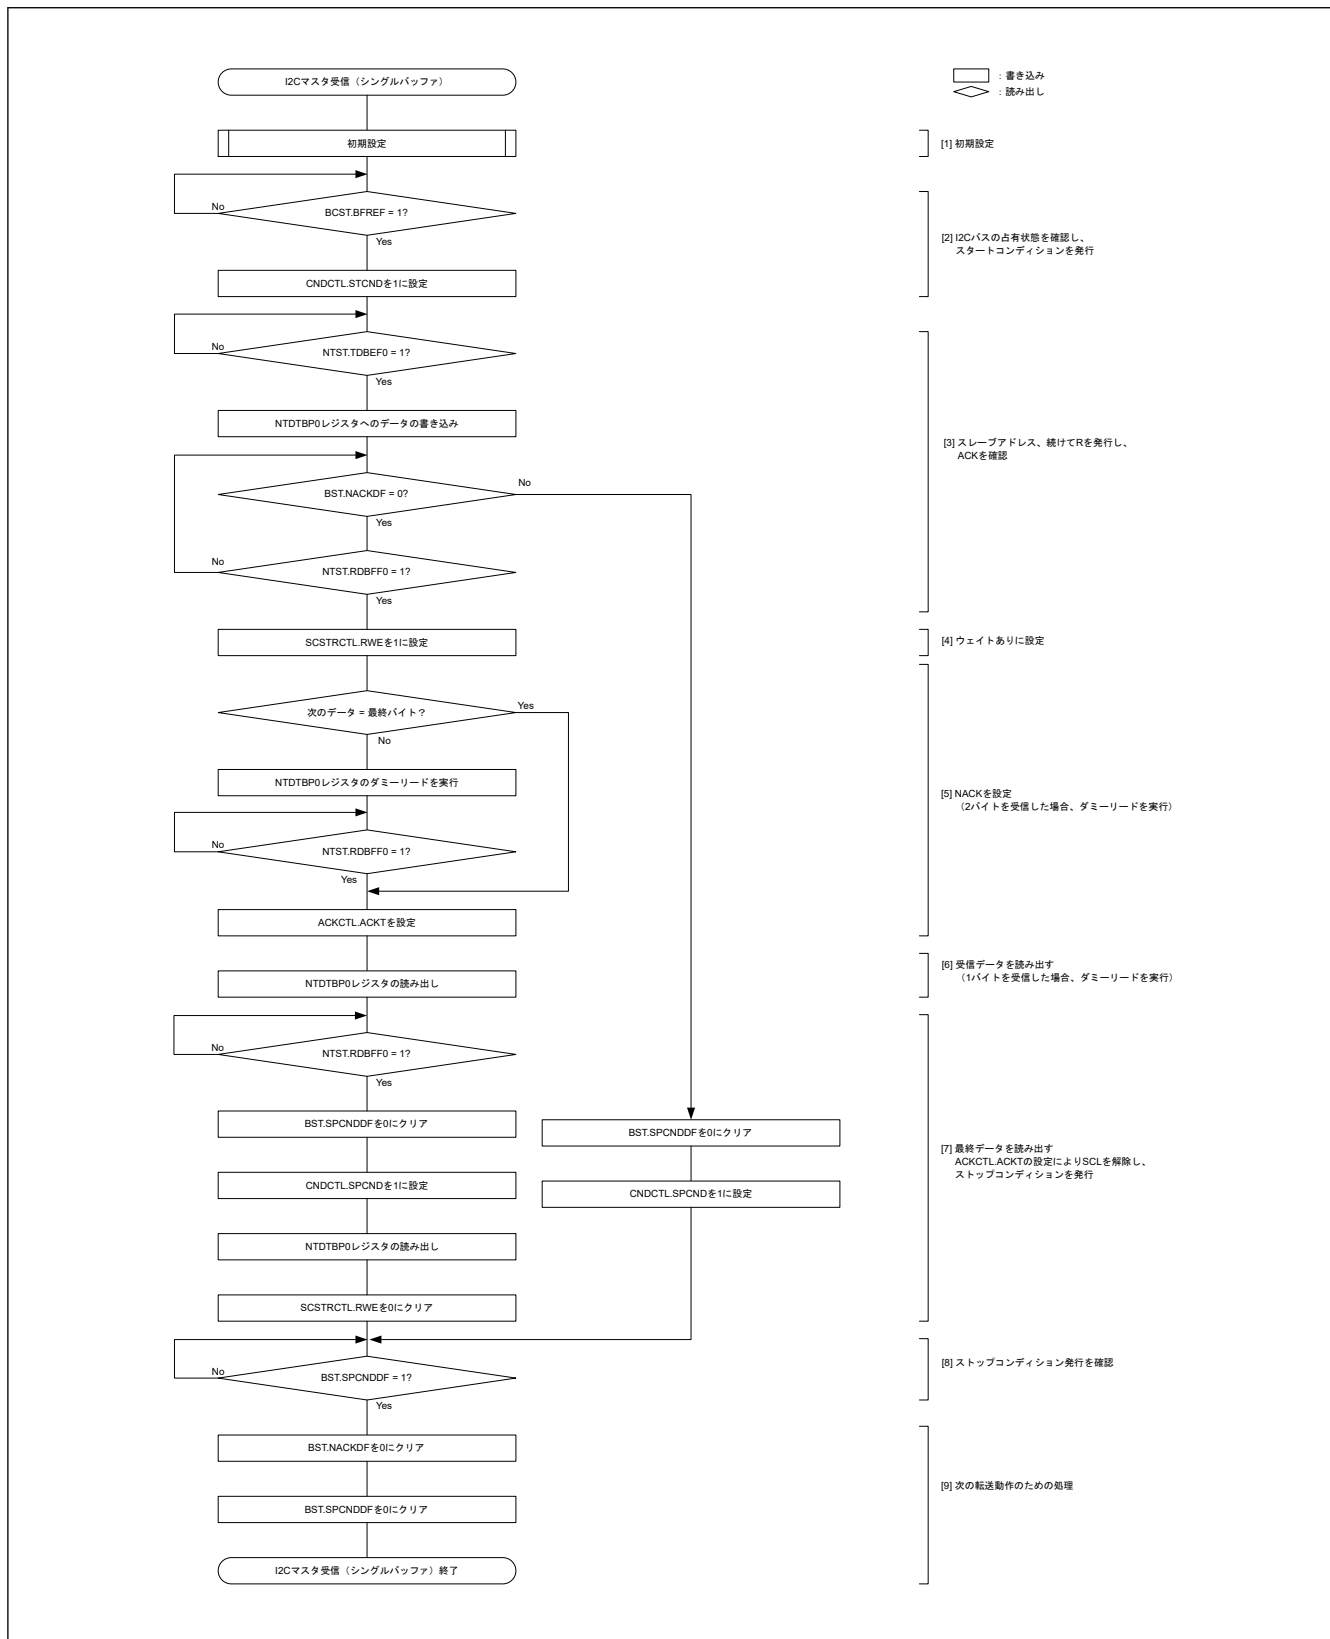 I2Cマスタ受信（シングルバッファ）
：書き込み
：読み出し
初期設定
[1] 初期設定
No
BCST.BFREF = 1?
Yes
[2] I2Cバスの占有状態を確認し、
スタートコンディションを発行
CNDCTL.STCNDを1に設定
No
NTST.TDBEF0 = 1?
Yes
NTDTBP0レジスタへのデータの書き込み
[3] スレーブアドレス、続けてRを発行し、
ACKを確認
BST.NACKDF = 0?
No
Yes
No
NTST.RDBFF0 = 1?
Yes
SCSTRCTL.RWEを1に設定
[4] ウェイトありに設定
次のデータ = 最終バイト？
Yes
No
NTDTBP0レジスタのダミーリードを実行
[5] NACKを設定
（2バイトを受信した場合、ダミーリードを実行）
No
NTST.RDBFF0 = 1?
Yes
ACKCTL.ACKTを設定
[6] 受信データを読み出す
（1バイトを受信した場合、ダミーリードを実行）
NTDTBP0レジスタの読み出し
No
NTST.RDBFF0 = 1?
Yes
BST.SPCNDDFを0にクリア
BST.SPCNDDFを0にクリア
[7] 最終データを読み出す
ACKCTL.ACKTの設定によりSCLを解除し、
ストップコンディションを発行
CNDCTL.SPCNDを1に設定
CNDCTL.SPCNDを1に設定
NTDTBP0レジスタの読み出し
SCSTRCTL.RWEを0にクリア
[8] ストップコンディション発行を確認
No
BST.SPCNDDF = 1?
Yes
BST.NACKDFを0にクリア
[9] 次の転送動作のための処理
BST.SPCNDDFを0にクリア
I2Cマスタ受信（シングルバッファ）終了